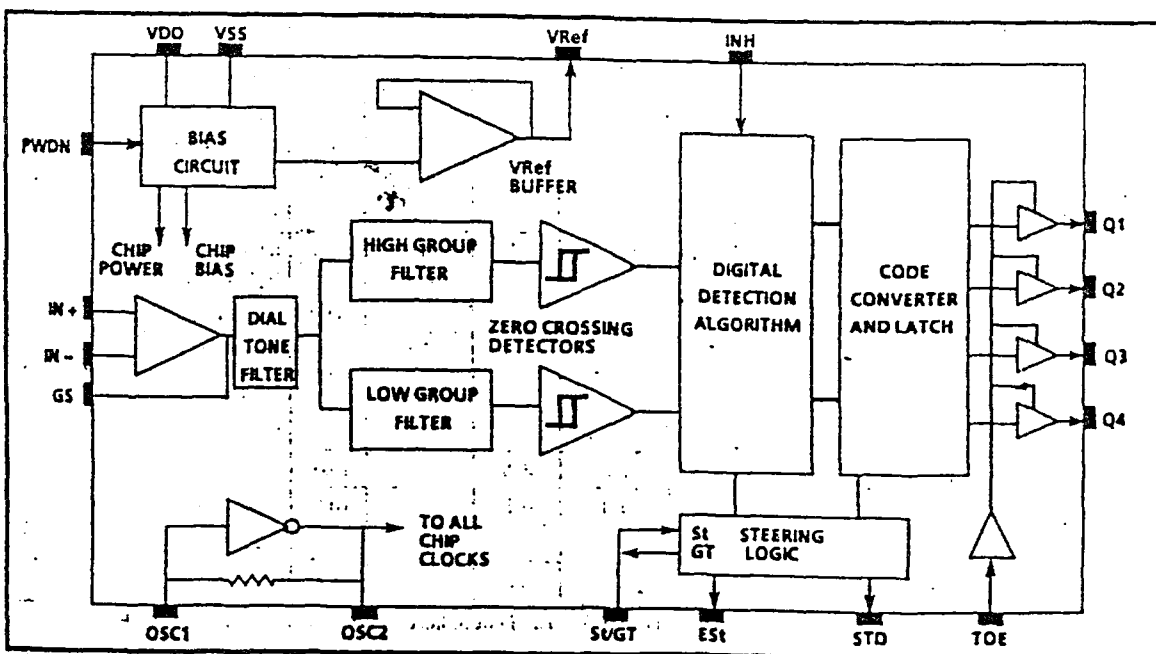 VDO VSS VRef INH
PWDN
BIAS
CIRCUIT
VRef
BUFFER
CHIP
POWER
CHIP
BIAS
IN +
IN -
GS
DIAL
TONE
FILTER
HIGH GROUP
FILTER
LOW GROUP
FILTER
ZERO CROSSING
DETECTORS
DIGITAL
DETECTION
ALGORITHM
CODE
CONVERTER
AND LATCH
Q1
Q2
Q3
Q4
TO ALL
CHIP
CLOCKS
St
GT
STEERING
LOGIC
OSC1 OSC2 St/GT ESt STD TOE